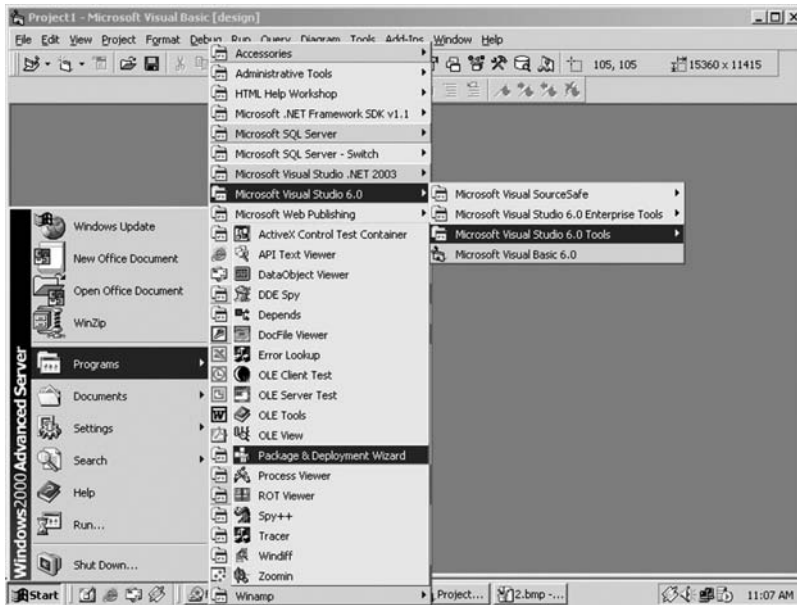 Project1 - Microsoft Visual Basic [design]
File Edit View Project Format Debug Run Query Diagram Tools Add-Ins Window Help
105, 105
15360 x 11415
Accessories
Administrative Tools
HTML Help Workshop
Microsoft .NET Framework SDK v1.1
Microsoft SQL Server
Microsoft SQL Server - Switch
Microsoft Visual Studio .NET 2003
Microsoft Visual Studio 6.0
Microsoft Web Publishing
ActiveX Control Test Container
API Text Viewer
DataObject Viewer
DDE Spy
Depends
DocFile Viewer
Error Lookup
OLE Client Test
OLE Server Test
OLE Tools
OLE View
Package & Deployment Wizard
Process Viewer
ROT Viewer
Spy++
Tracer
Windiff
Zoomin
Winamp
Microsoft Visual SourceSafe
Microsoft Visual Studio 6.0 Enterprise Tools
Microsoft Visual Studio 6.0 Tools
Microsoft Visual Basic 6.0
Windows Update
New Office Document
Open Office Document
WinZip
Programs
Documents
Settings
Search
Help
Run...
Shut Down...
Windows 2000 Advanced Server
Start
Project...
2.bmp -...
11:07 AM